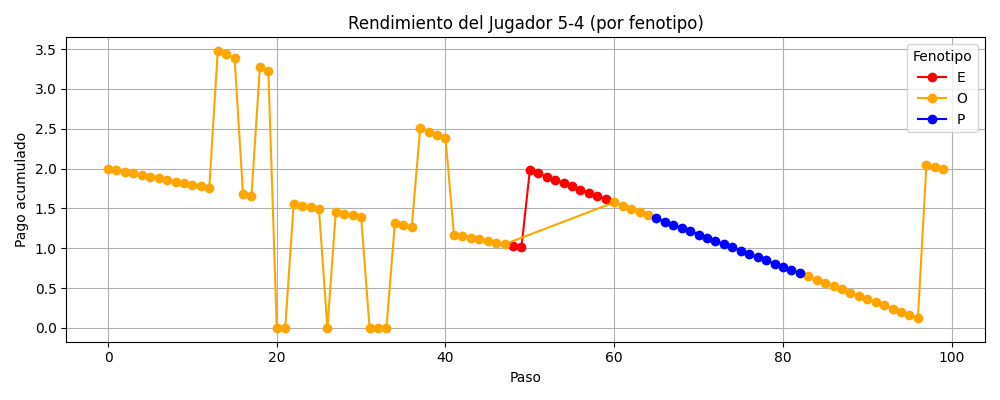 Rendimiento del Jugador 5-4 (por fenotipo)
Pago acumulado
3.5
3.0
2.5
2.0
1.5
1.0
0.5
0.0
Fenotipo
E
O
P
0 20 40 60 80 100
Paso